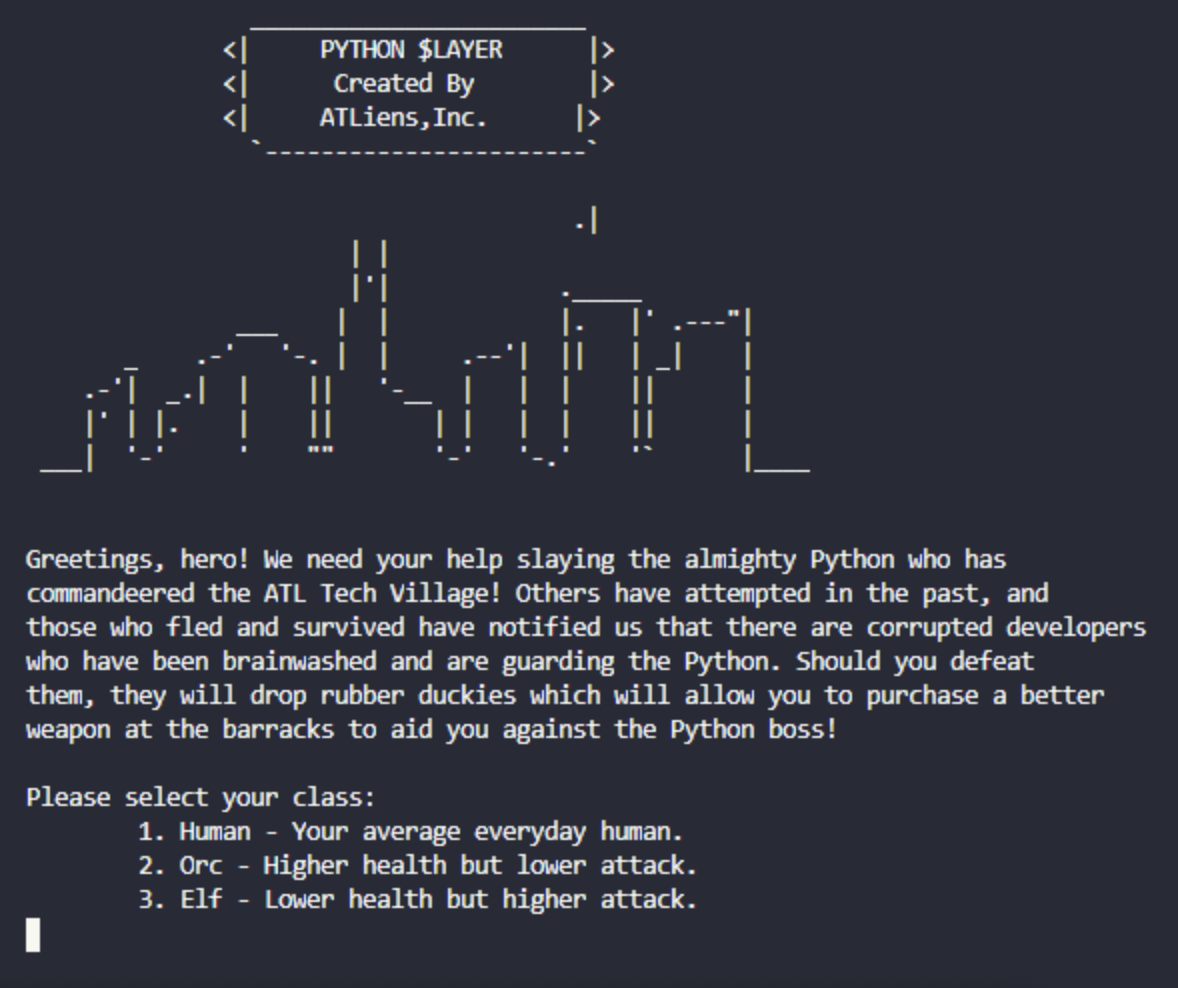 PYTHON $LAYER
Created By
ATLiens,Inc.
Greetings, hero! We need your help slaying the almighty Python who has
commandeered the ATL Tech Village! Others have attempted in the past, and
those who fled and survived have notified us that there are corrupted developers
who have been brainwashed and are guarding the Python. Should you defeat
them, they will drop rubber duckies which will allow you to purchase a better
weapon at the barracks to aid you against the Python boss!
Please select your class:
1. Human - Your average everyday human.
2. Orc - Higher health but lower attack.
3. Elf - Lower health but higher attack.